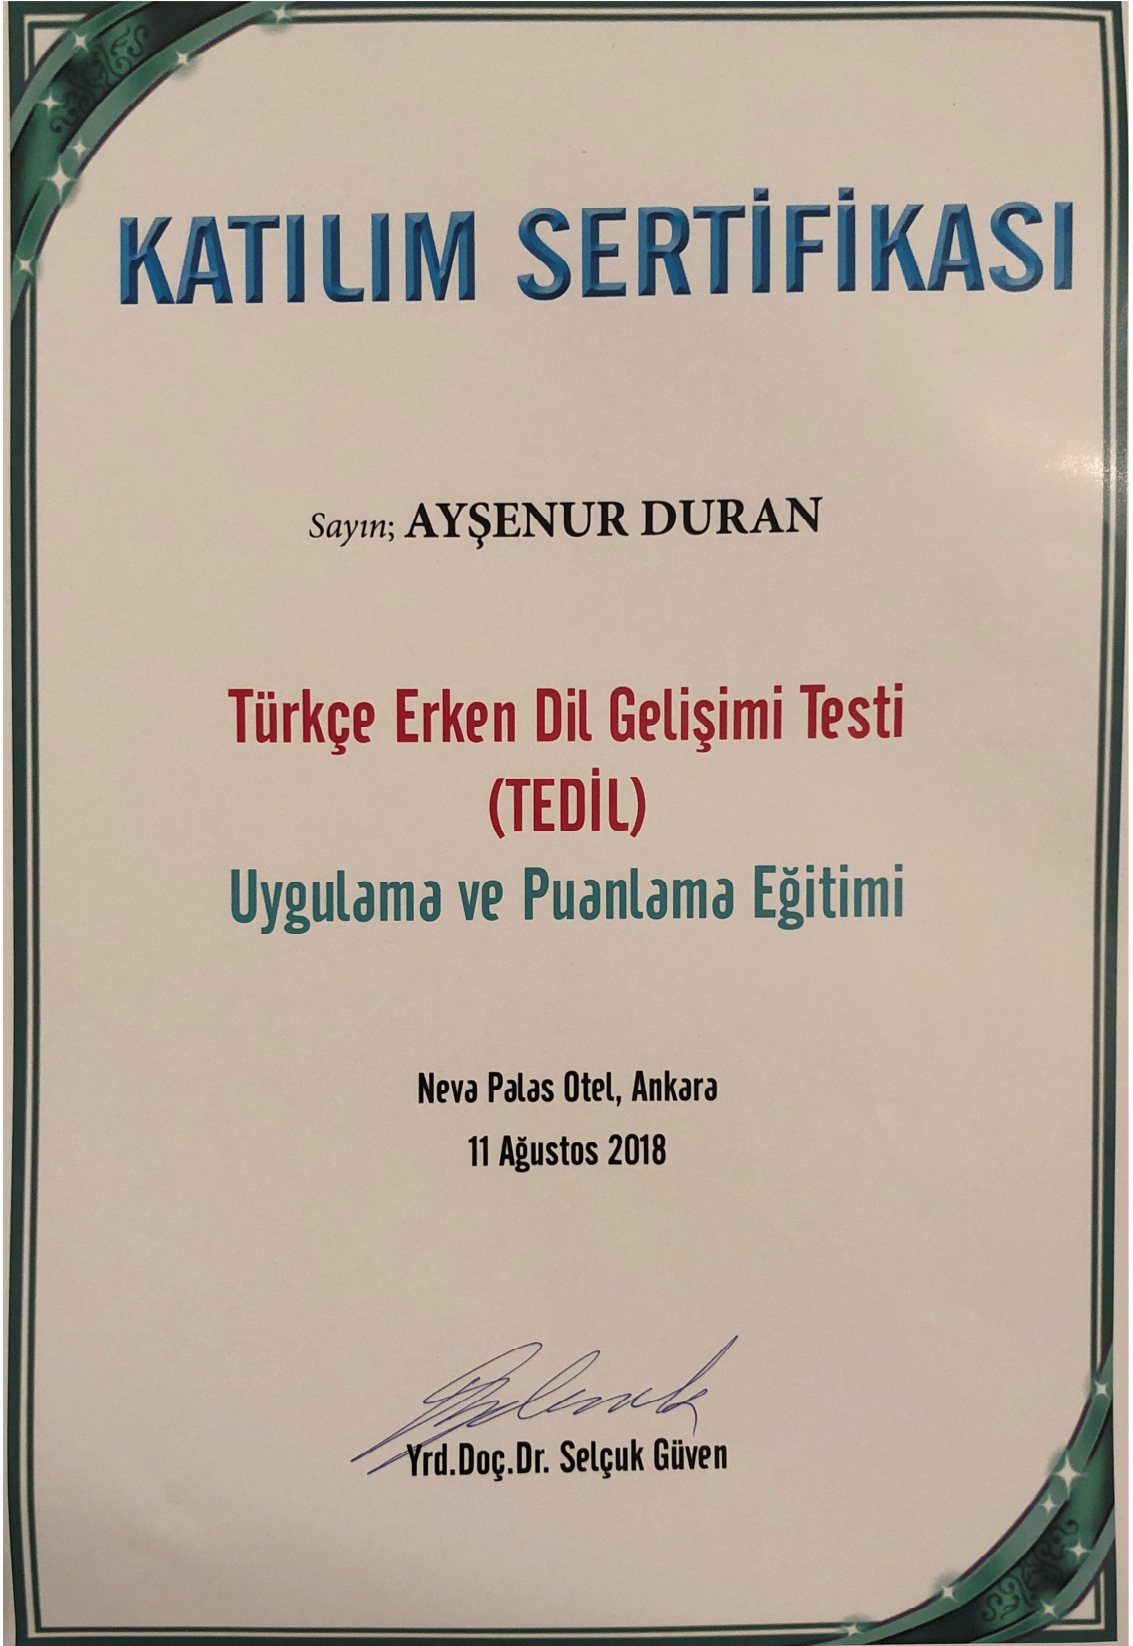 KATILIM SERTİFİKASI
Sayın; AYŞENUR DURAN
Türkçe Erken Dil Gelişimi Testi
(TEDİL)
Uygulama ve Puanlama Eğitimi
Neva Palas Otel, Ankara
11 Ağustos 2018
Yrd.Doç.Dr. Selçuk Güven